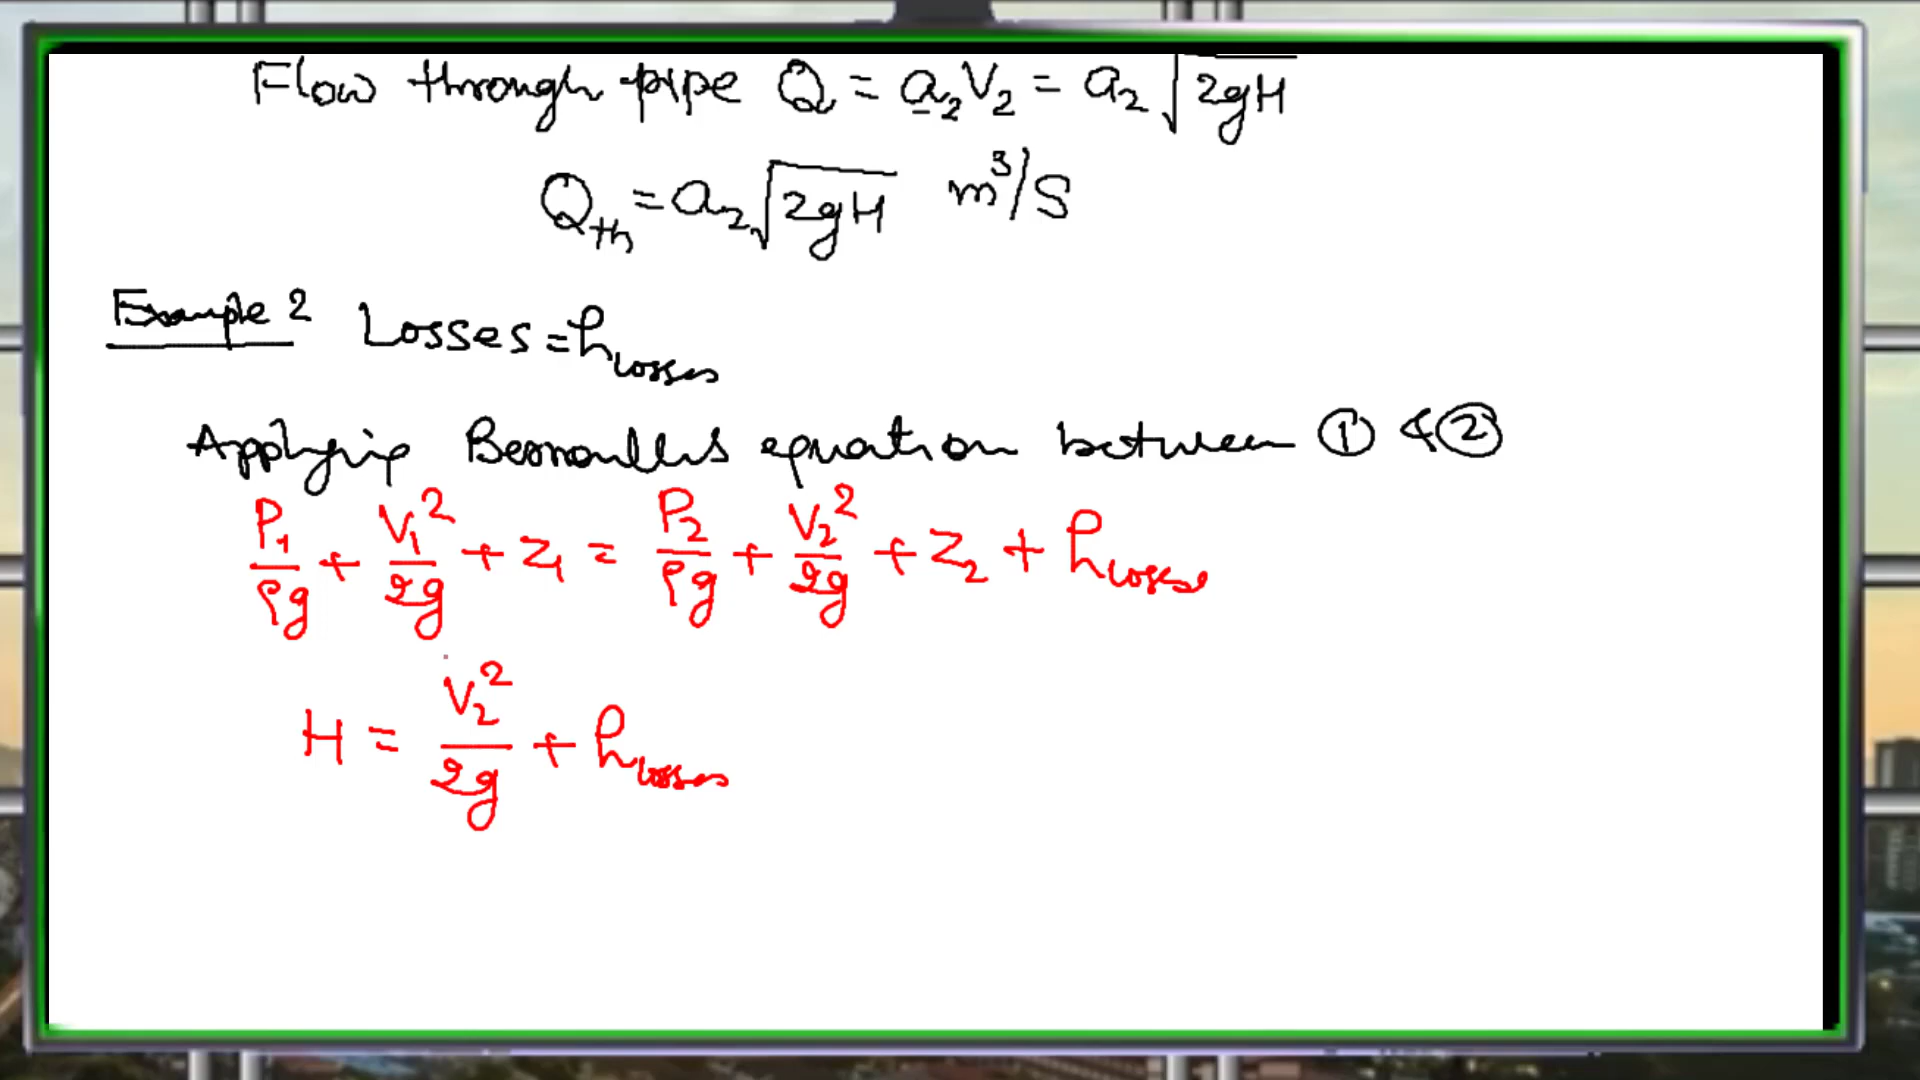 Flow through pipe Q = a₂V₂ = a₂√2gH
Q_th = a₂√2gH m³/S
Example 2 Losses = h_losses
Applying Bernoullis equation between ① & ②
P₁/ρg + V₁²/2g + Z₁ = P₂/ρg + V₂²/2g + Z₂ + h_losses
H = V₂²/2g + h_losses